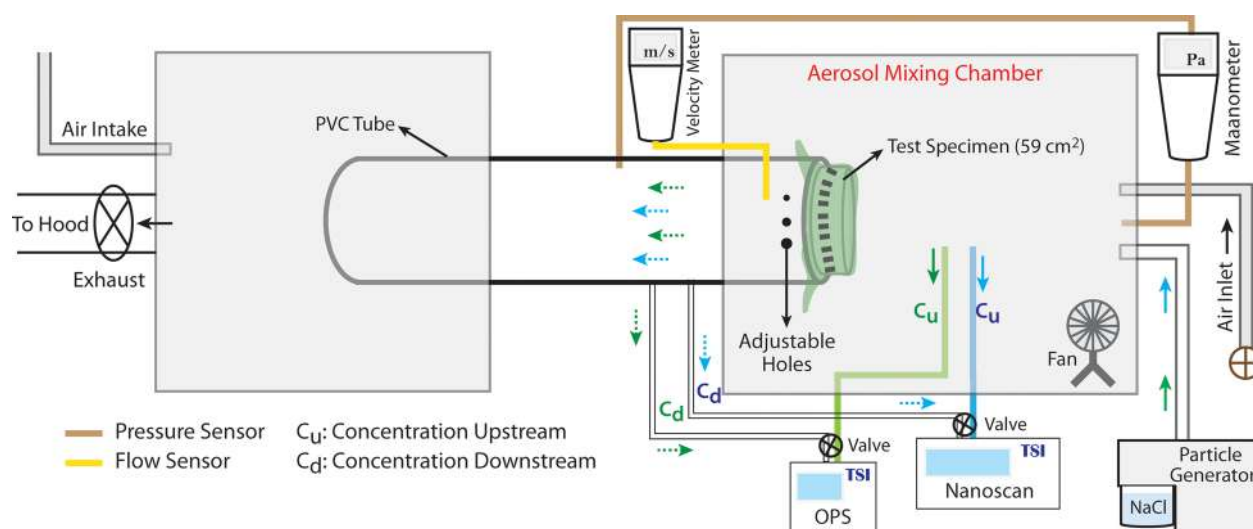 m/s
Velocity Meter
Aerosol Mixing Chamber
Pa
Maanometer
Air Intake
PVC Tube
Test Specimen (59 cm²)
To Hood
Exhaust
Adjustable
Holes
Cu
Cu
Fan
Air Inlet
Cd
Cd
Pressure Sensor
Cu: Concentration Upstream
Flow Sensor
Cd: Concentration Downstream
Valve
Valve
TSI
OPS
TSI
Nanoscan
Particle
Generator
NaCl